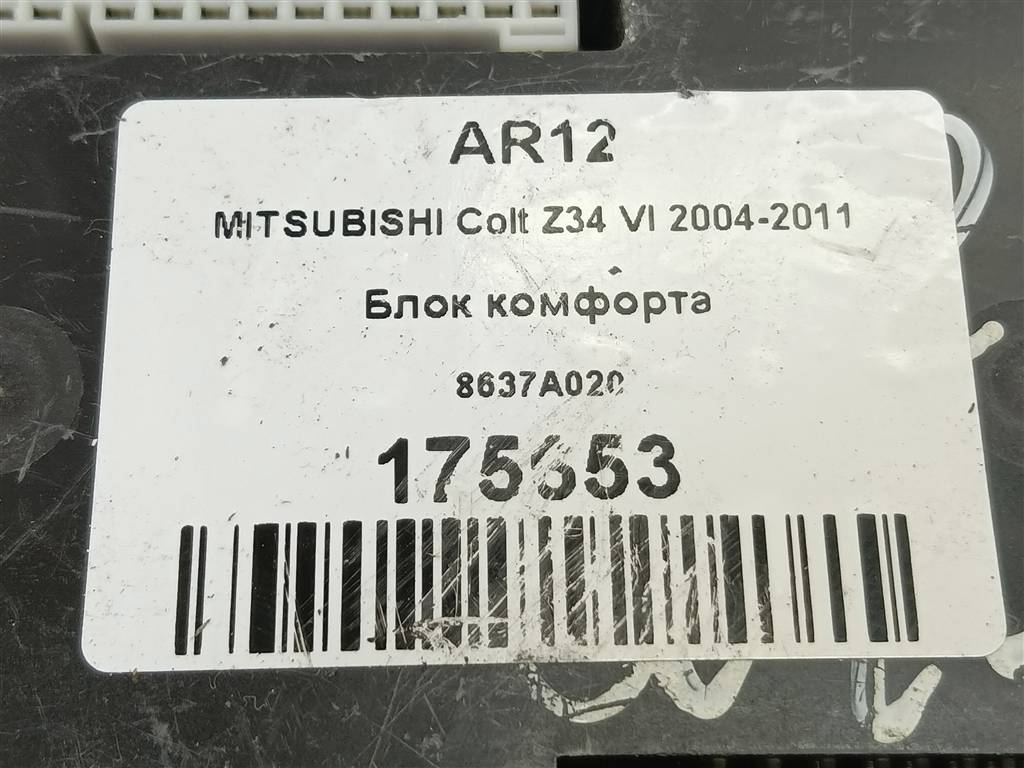 AR12
MITSUBISHI Colt Z34 VI 2004-2011
Блок комфорта
8637A020